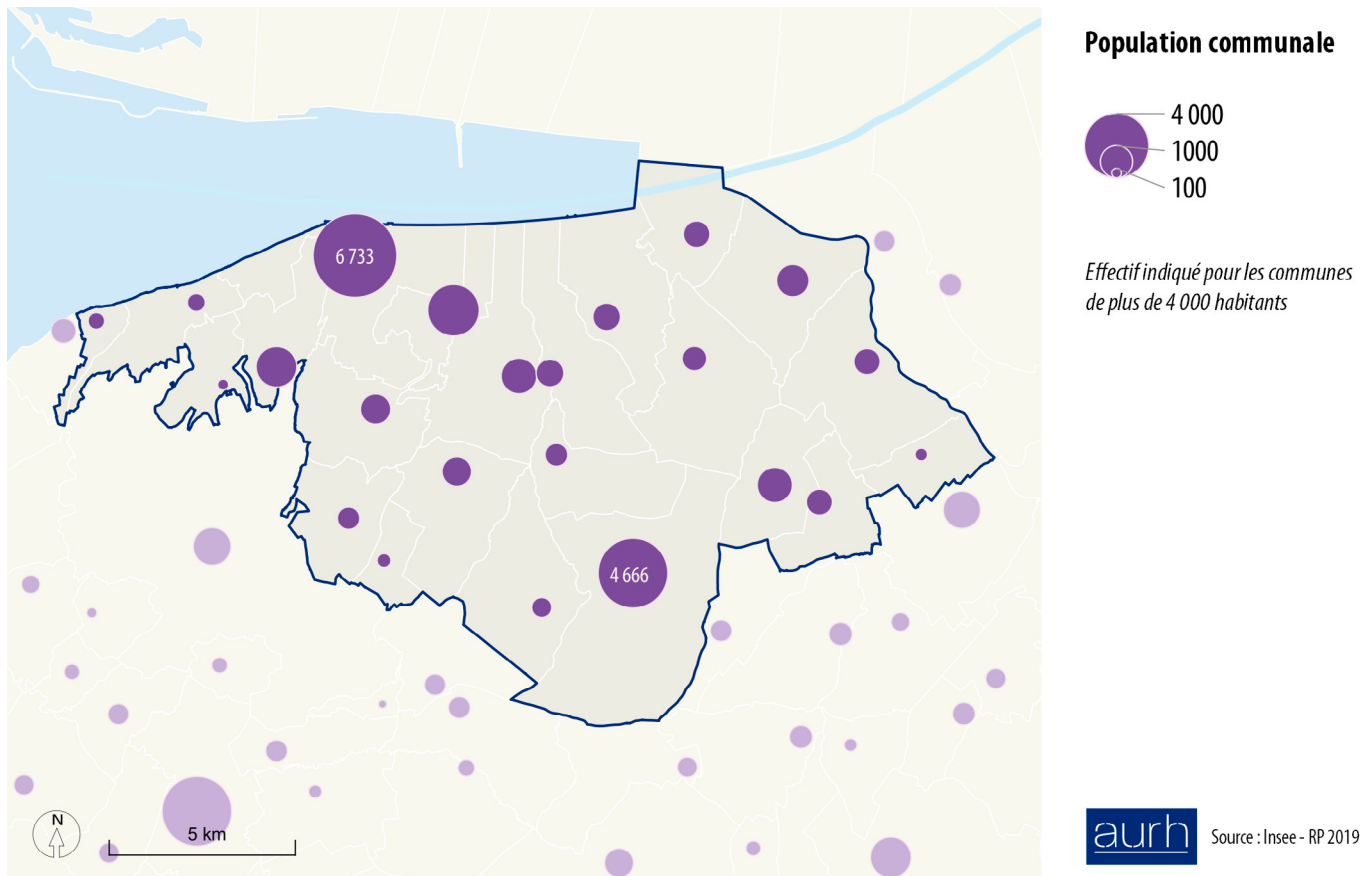 Population communale
4 000
1000
100
Effectif indiqué pour les communes
de plus de 4 000 habitants
6 733
4 666
N
5 km
aurh
Source : Insee - RP 2019